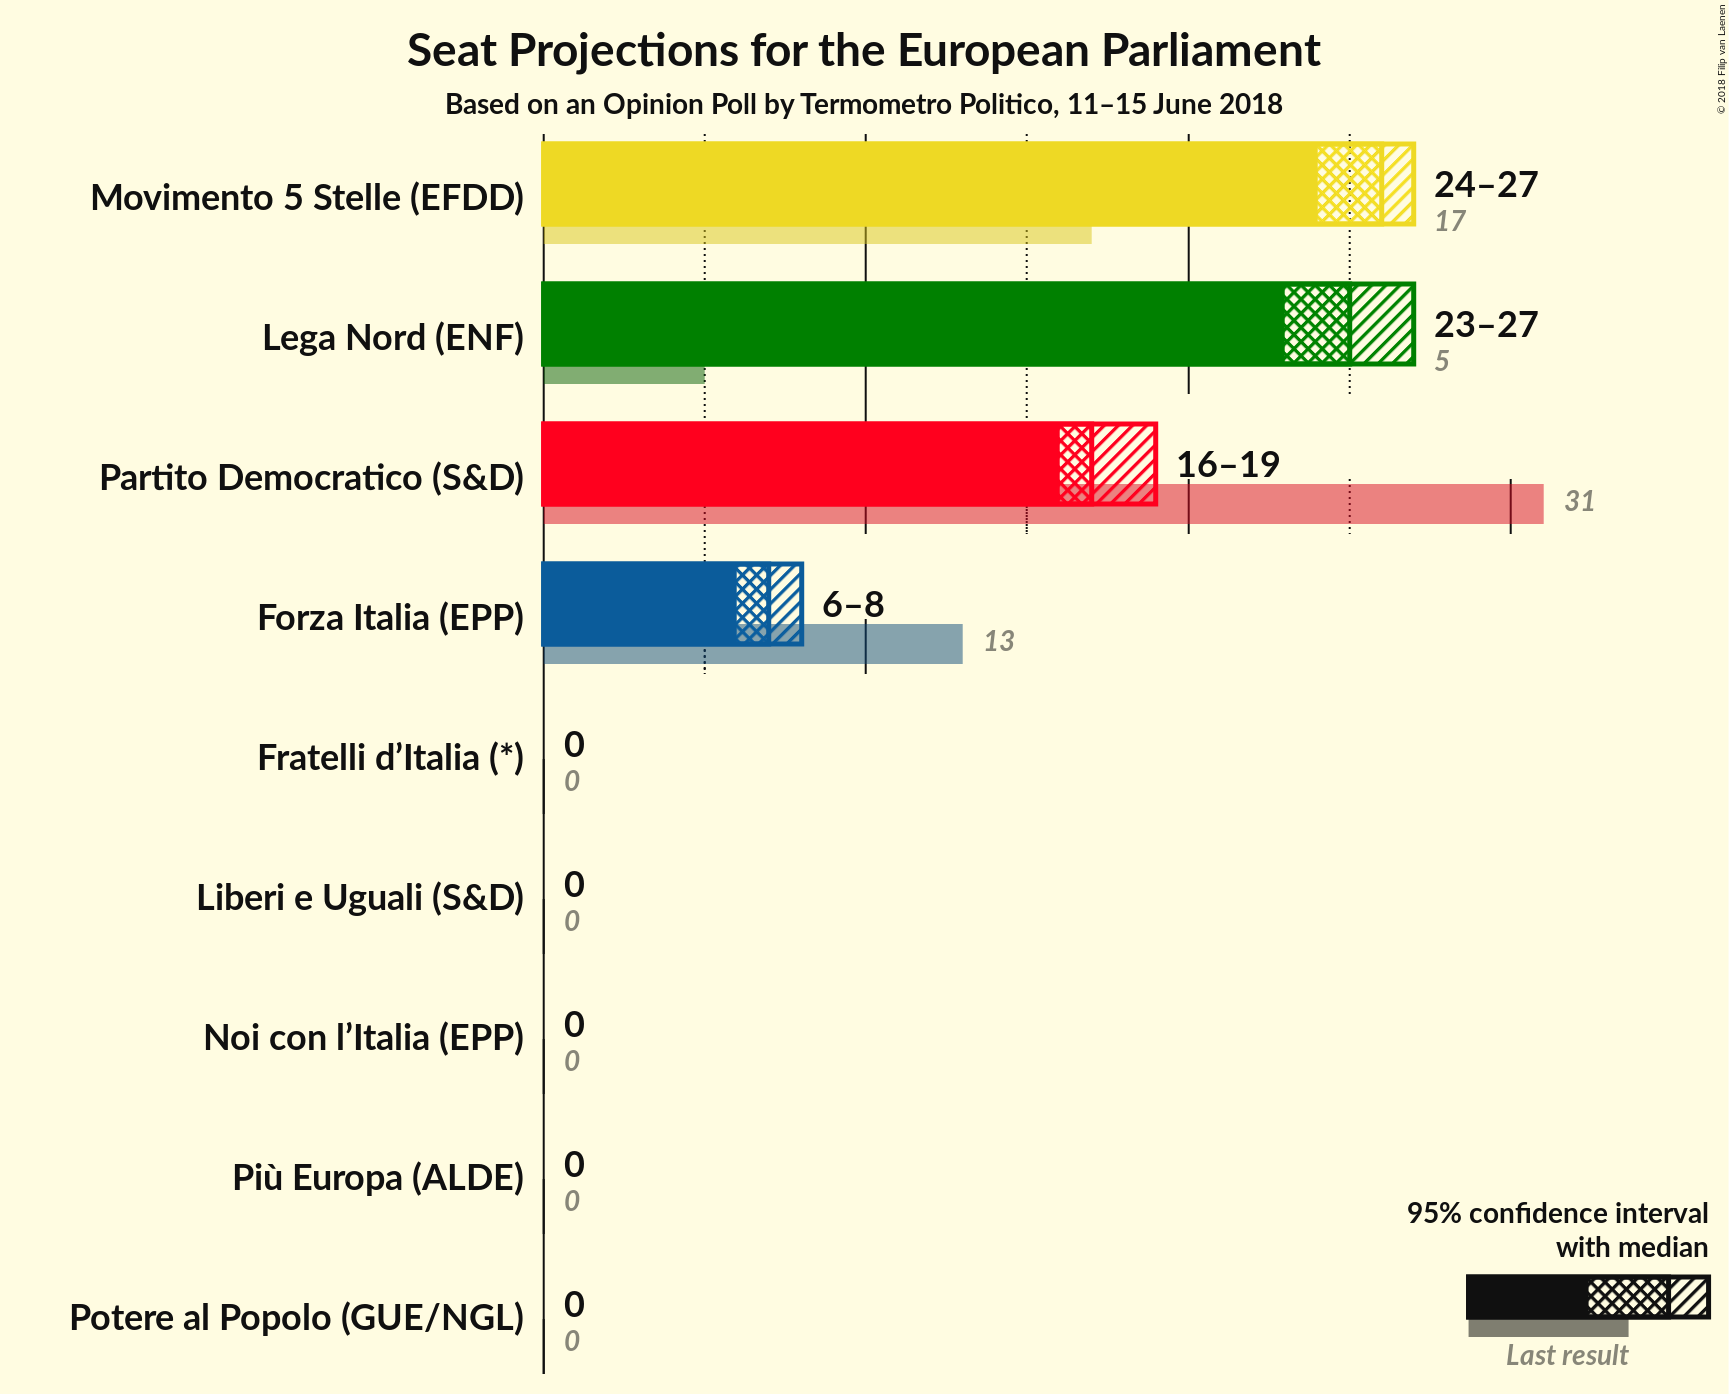 Seat Projections for the European Parliament
Based on an Opinion Poll by Termometro Politico, 11–15 June 2018
© 2018 Filip van Laenen
Movimento 5 Stelle (EFDD)
24–27
17
Lega Nord (ENF)
23–27
5
Partito Democratico (S&D)
16–19
31
Forza Italia (EPP)
6–8
13
Fratelli d’Italia (*)
0
0
Liberi e Uguali (S&D)
0
0
Noi con l’Italia (EPP)
0
0
Più Europa (ALDE)
0
0
Potere al Popolo (GUE/NGL)
0
0
95% confidence interval
with median
Last result